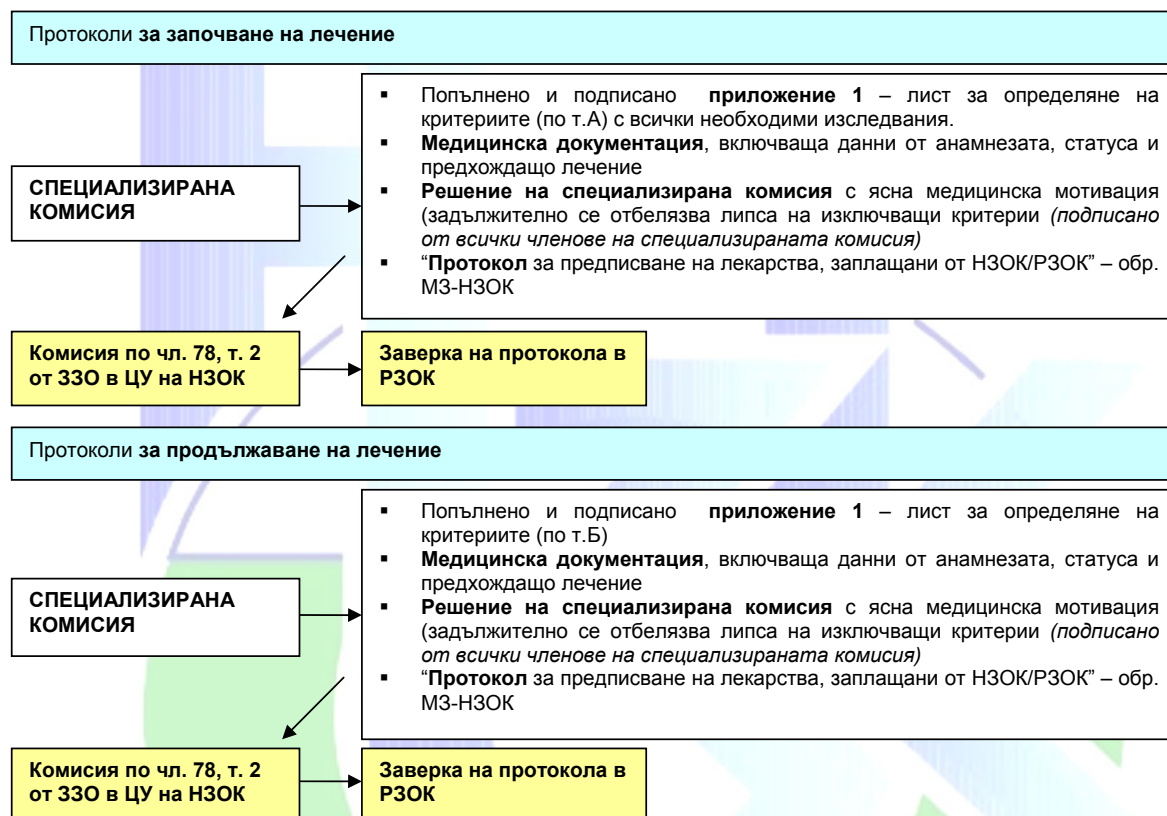 Протоколи за започване на лечение
▪ Попълнено и подписано приложение 1 – лист за определяне на
критериите (по т.А) с всички необходими изследвания.
▪ Медицинска документация, включваща данни от анамнезата, статуса и
предхождащо лечение
▪ Решение на специализирана комисия с ясна медицинска мотивация
(задължително се отбелязва липса на изключващи критерии (подписано
от всички членове на специализираната комисия)
▪ “Протокол за предписване на лекарства, заплащани от НЗОК/РЗОК” – обр.
МЗ-НЗОК
СПЕЦИАЛИЗИРАНА
КОМИСИЯ
Комисия по чл. 78, т. 2
от ЗЗО в ЦУ на НЗОК
Заверка на протокола в
РЗОК
Протоколи за продължаване на лечение
▪ Попълнено и подписано приложение 1 – лист за определяне на
критериите (по т.Б)
▪ Медицинска документация, включваща данни от анамнезата, статуса и
предхождащо лечение
▪ Решение на специализирана комисия с ясна медицинска мотивация
(задължително се отбелязва липса на изключващи критерии (подписано
от всички членове на специализираната комисия)
▪ “Протокол за предписване на лекарства, заплащани от НЗОК/РЗОК” – обр.
МЗ-НЗОК
СПЕЦИАЛИЗИРАНА
КОМИСИЯ
Комисия по чл. 78, т. 2
от ЗЗО в ЦУ на НЗОК
Заверка на протокола в
РЗОК